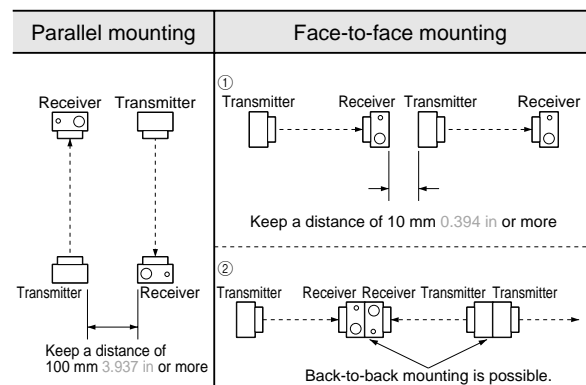 Parallel mounting
Face-to-face mounting
Receiver Transmitter
Transmitter Receiver
Keep a distance of
100 mm 3.937 in or more
①
Transmitter Receiver Transmitter Receiver
Keep a distance of 10 mm 0.394 in or more
②
Transmitter Receiver Receiver Transmitter Transmitter
Back-to-back mounting is possible.